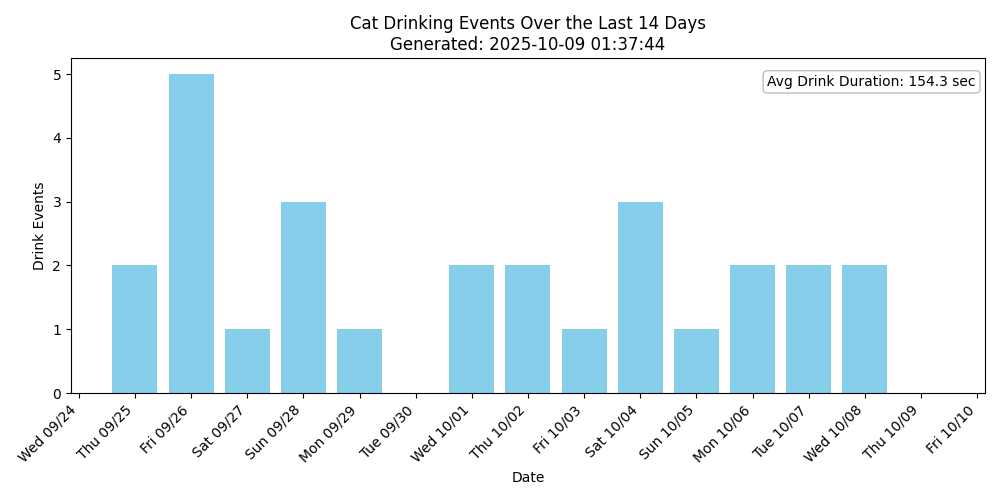 Cat Drinking Events Over the Last 14 Days
Generated: 2025-10-09 01:37:44
Avg Drink Duration: 154.3 sec
Drink Events
5
4
3
2
1
0
Wed 09/24
Thu 09/25
Fri 09/26
Sat 09/27
Sun 09/28
Mon 09/29
Tue 09/30
Wed 10/01
Thu 10/02
Fri 10/03
Sat 10/04
Sun 10/05
Mon 10/06
Tue 10/07
Wed 10/08
Thu 10/09
Fri 10/10
Date